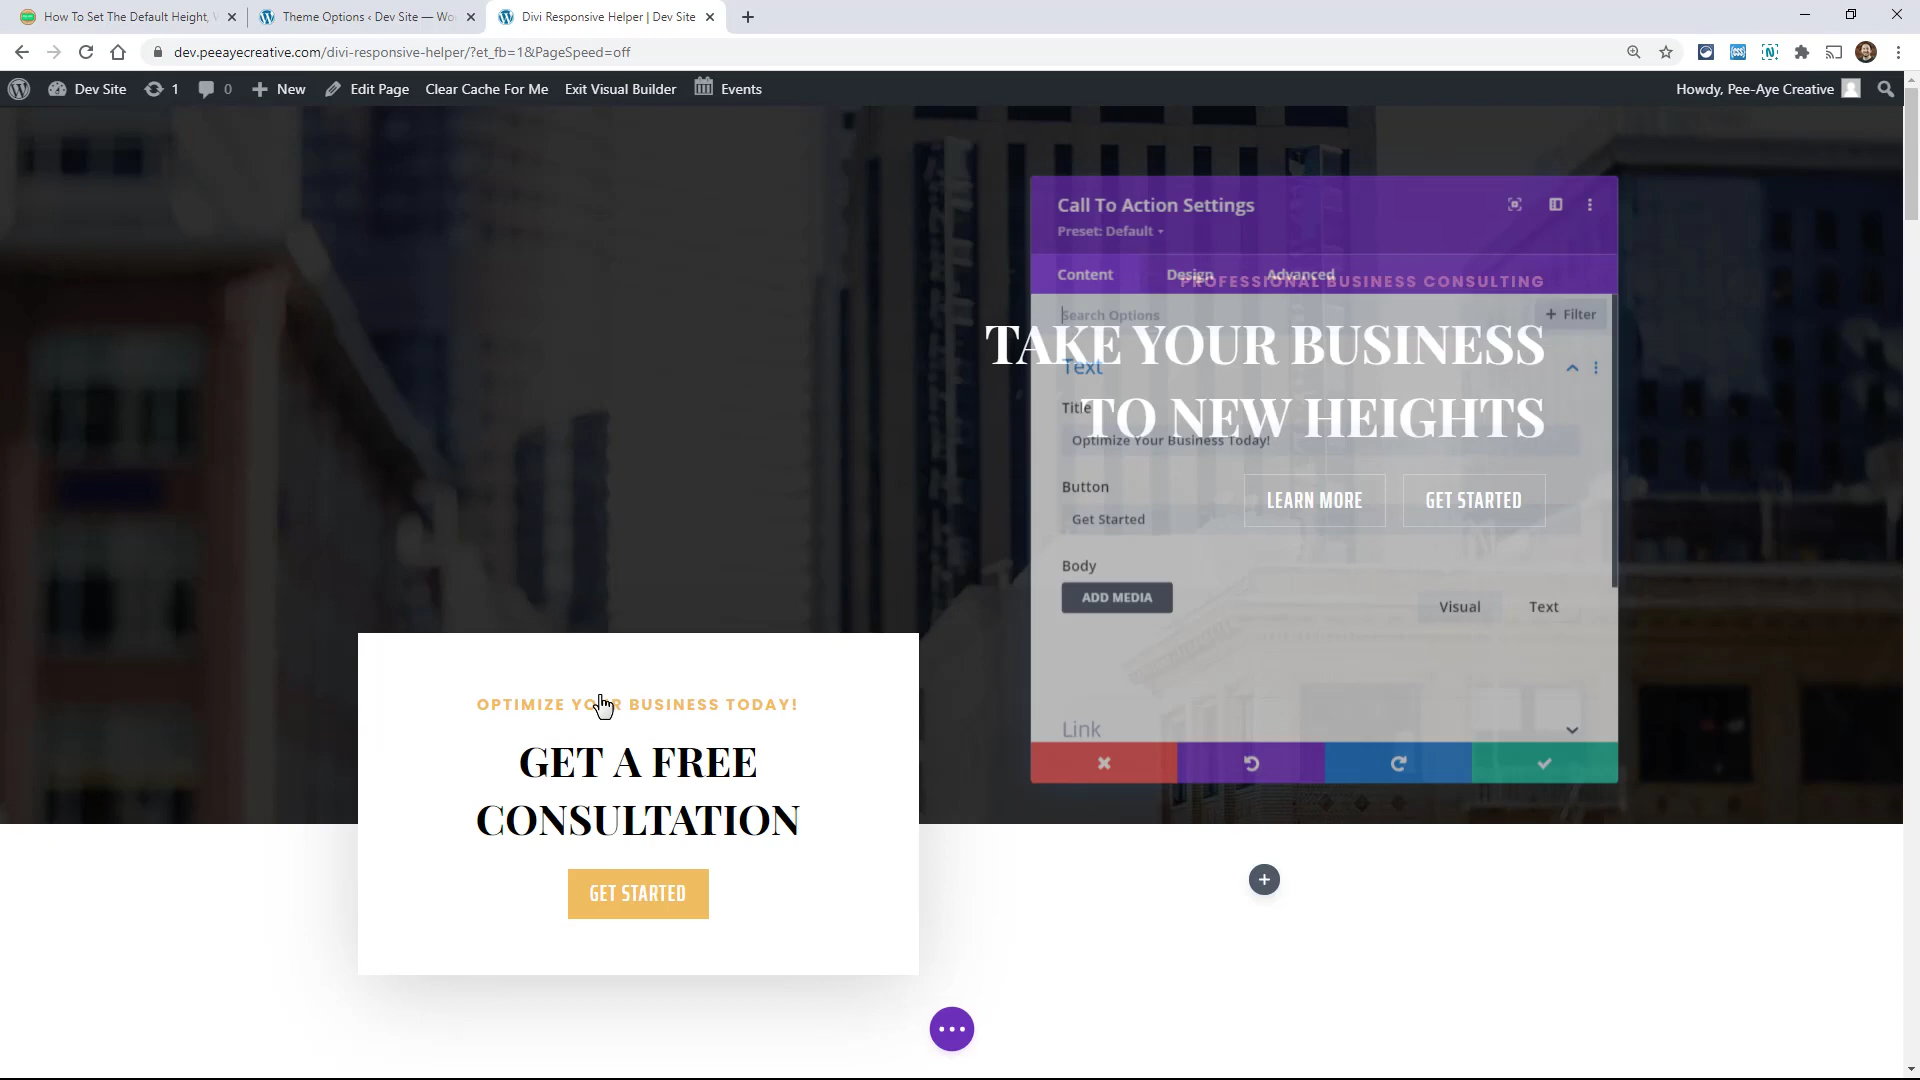 How To Set The Default Height,
Theme Options ‹ Dev Site — Wo
Divi Responsive Helper | Dev Site
dev.peeayecreative.com/divi-responsive-helper/?et_fb=1&PageSpeed=off
Dev Site
1
0
New
Edit Page
Clear Cache For Me
Exit Visual Builder
Events
Howdy, Pee-Aye Creative
Call To Action Settings
Preset: Default
Content
Design
Advanced
PROFESSIONAL BUSINESS CONSULTING
Search Options
+ Filter
TAKE YOUR BUSINESS
TO NEW HEIGHTS
Text
Title
Optimize Your Business Today!
Button
Get Started
LEARN MORE
GET STARTED
Body
ADD MEDIA
Visual
Text
Link
OPTIMIZE YOUR BUSINESS TODAY!
GET A FREE
CONSULTATION
GET STARTED